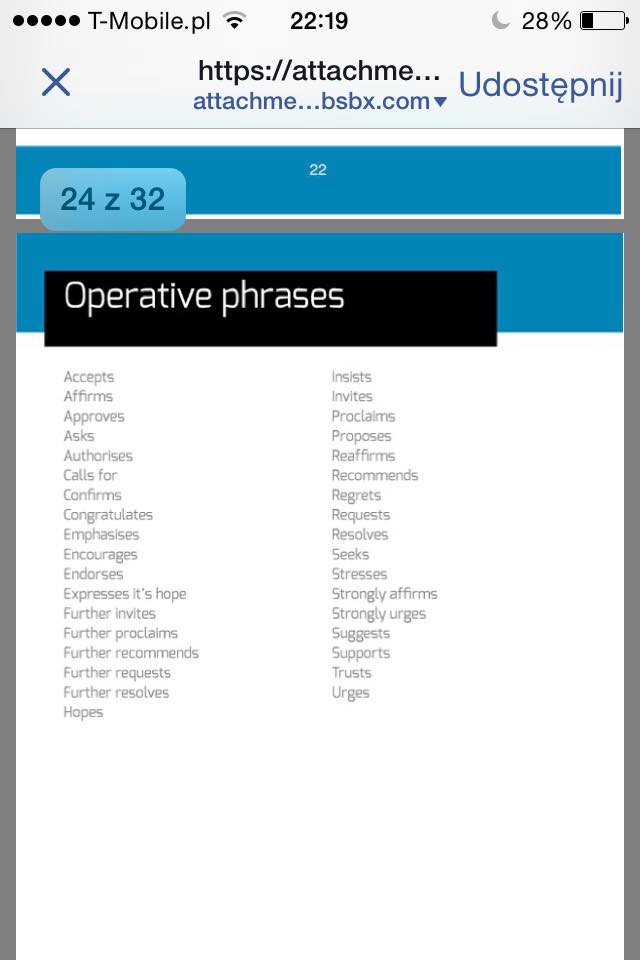 T-Mobile.pl 22:19 28%
https://attachme...
attachme...bsbx.com Udostępnij
22
24 z 32
Operative phrases
Accepts
Affirms
Approves
Asks
Authorises
Calls for
Confirms
Congratulates
Emphasises
Encourages
Endorses
Expresses it's hope
Further invites
Further proclaims
Further recommends
Further requests
Further resolves
Hopes
Insists
Invites
Proclaims
Proposes
Reaffirms
Recommends
Regrets
Requests
Resolves
Seeks
Stresses
Strongly affirms
Strongly urges
Suggests
Supports
Trusts
Urges